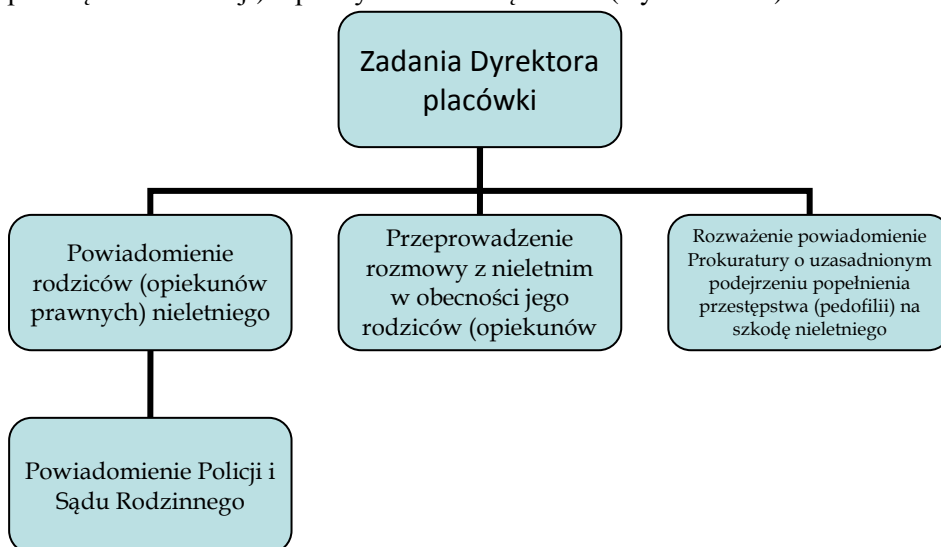 Zadania Dyrektora
placówki
Powiadomienie
rodziców (opiekunów
prawnych) nieletniego
Przeprowadzenie
rozmowy z nieletnim
w obecności jego
rodziców (opiekunów
Rozważenie powiadomienie
Prokuratury o uzasadnionym
podejrzeniu popełnienia
przestępstwa (pedofilii) na
szkodę nieletniego
Powiadomienie Policji i
Sądu Rodzinnego